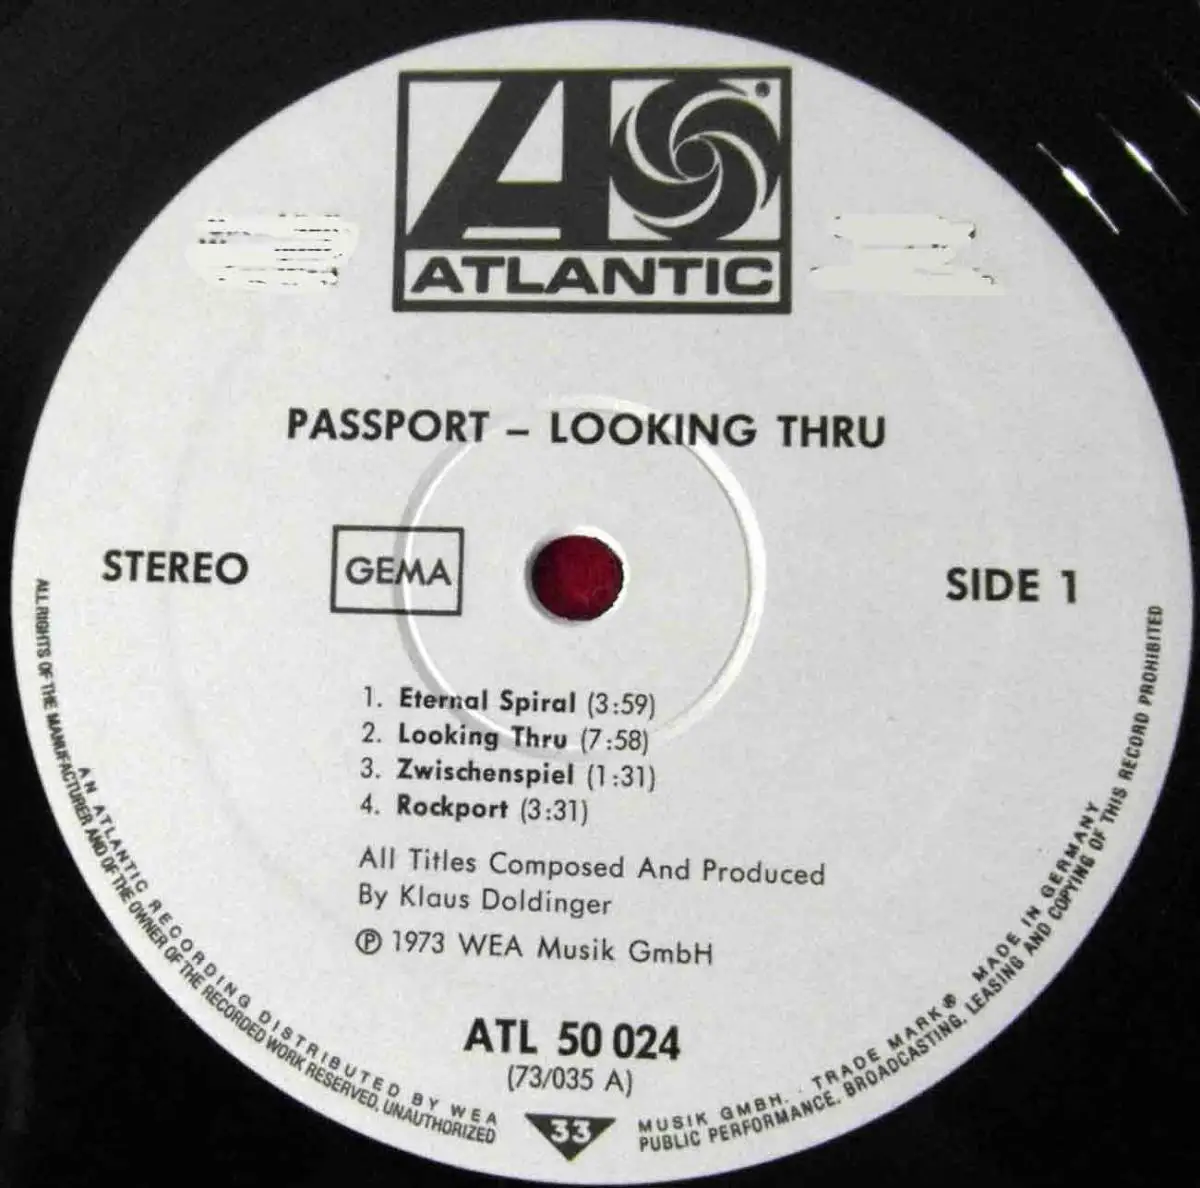 ATLANTIC
PASSPORT – LOOKING THRU
STEREO
GEMA
SIDE 1
1. Eternal Spiral (3:59)
2. Looking Thru (7:58)
3. Zwischenspiel (1:31)
4. Rockport (3:31)
All Titles Composed And Produced
By Klaus Doldinger
Ⓟ 1973 WEA Musik GmbH
ATL 50 024
(73/035 A)
33
AN ATLANTIC RECORDING DISTRIBUTED BY WEA MUSIK GMBH. . TRADE MARK® MADE IN GERMANY
ALL RIGHTS OF THE MANUFACTURER AND OF THE OWNER OF THE RECORDED WORK RESERVED. UNAUTHORIZED PUBLIC PERFORMANCE, BROADCASTING, LEASING AND COPYING OF THIS RECORD PROHIBITED